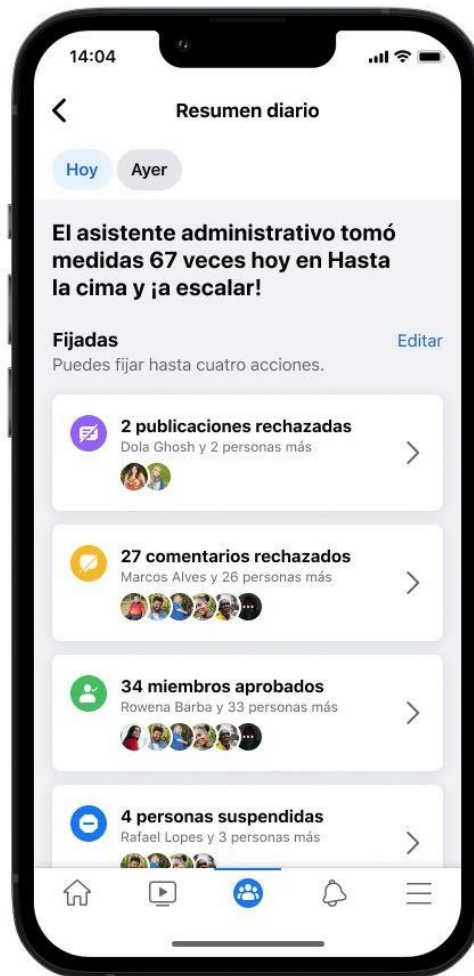 14:04
Resumen diario
Hoy
Ayer
El asistente administrativo tomó
medidas 67 veces hoy en Hasta
la cima y ¡a escalar!
Fijadas
Editar
Puedes fijar hasta cuatro acciones.
2 publicaciones rechazadas
Dola Ghosh y 2 personas más
27 comentarios rechazados
Marcos Alves y 26 personas más
34 miembros aprobados
Rowena Barba y 33 personas más
4 personas suspendidas
Rafael Lopes y 3 personas más